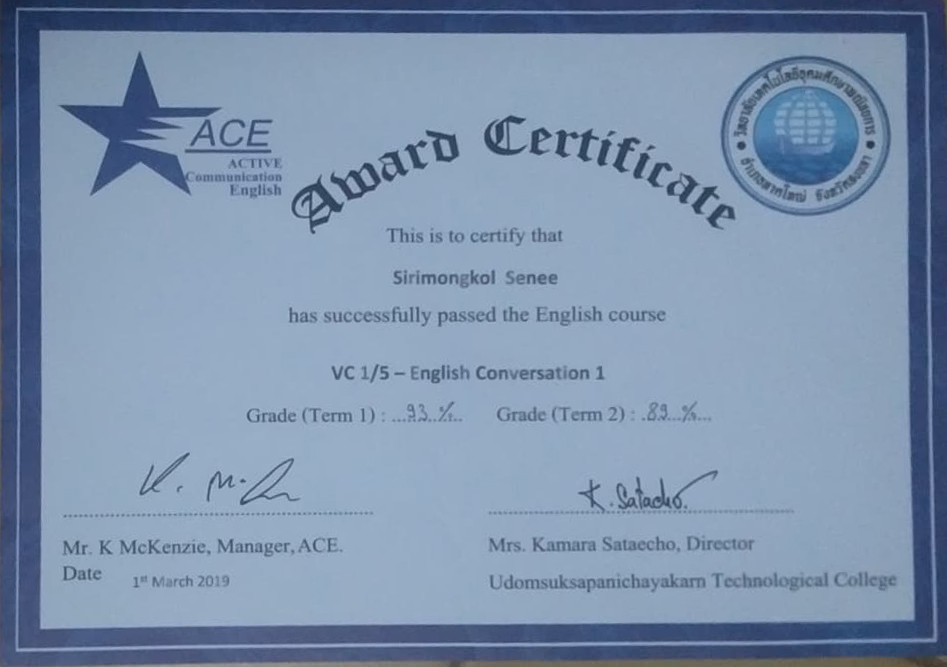 ACE
ACTIVE
Communication
English
Award Certificate
วิทยาลัยเทคโนโลยีอุดมศึกษาพณิชยการ
อำเภอหาดใหญ่ จังหวัดสงขลา
This is to certify that
Sirimongkol Senee
has successfully passed the English course
VC 1/5 – English Conversation 1
Grade (Term 1) : ...93..%.. Grade (Term 2) : .89...%...
K. Satacho.
Mr. K McKenzie, Manager, ACE. Mrs. Kamara Sataecho, Director
Date 1st March 2019 Udomsuksapanichayakarn Technological College